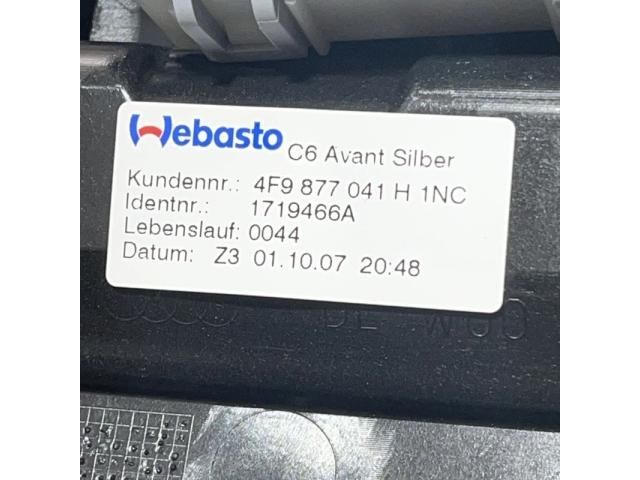 Webasto C6 Avant Silber
Kundennr.: 4F9 877 041 H 1NC
Identnr.: 1719466A
Lebenslauf: 0044
Datum: Z3 01.10.07 20:48